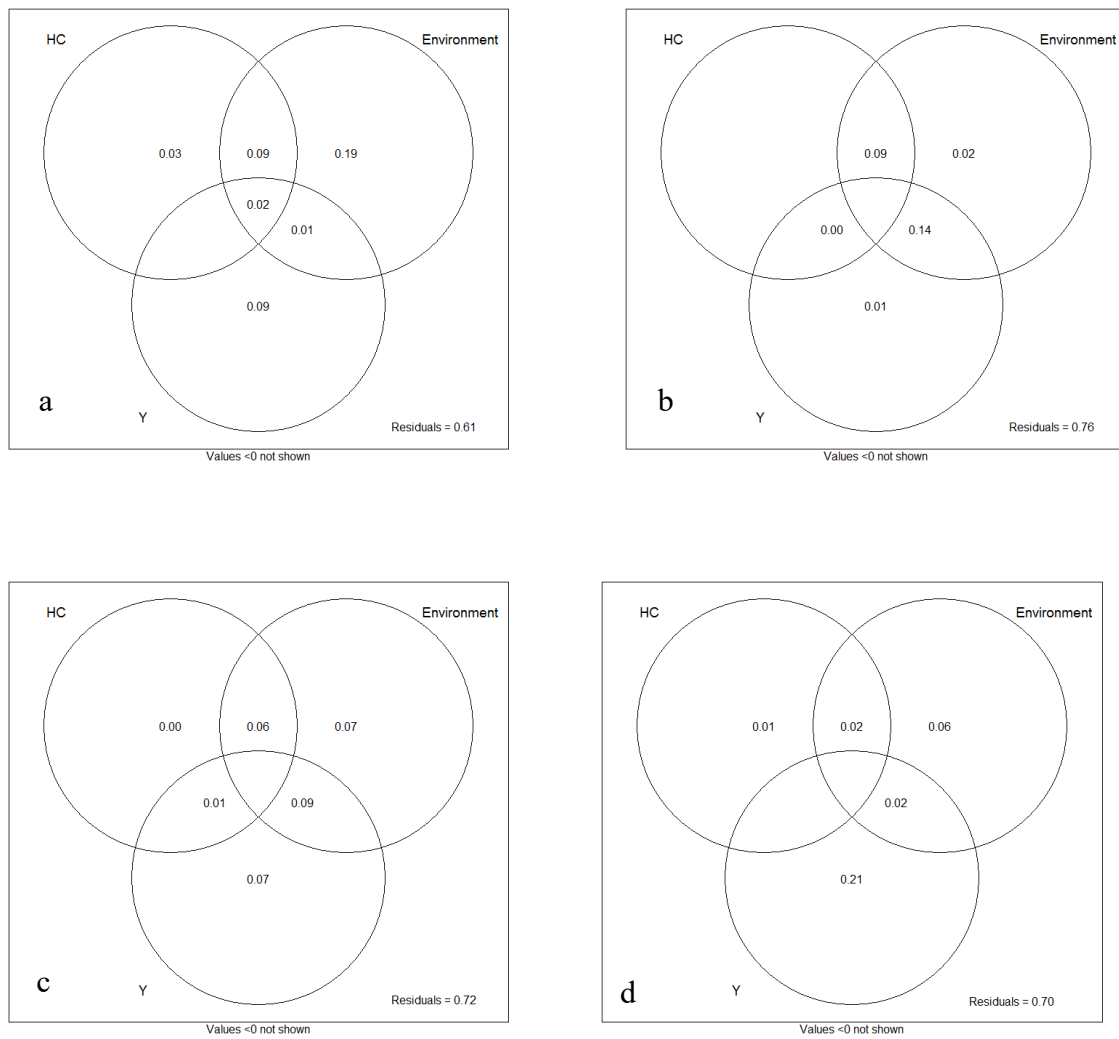 HC Environment
0.03 0.09 0.19
0.02
0.01
0.09
a
Y
Residuals = 0.61
Values <0 not shown
HC Environment
0.09 0.02
0.00 0.14
0.01
b
Y
Residuals = 0.76
Values <0 not shown
HC Environment
0.00 0.06 0.07
0.01 0.09
0.07
c
Y
Residuals = 0.72
Values <0 not shown
HC Environment
0.01 0.02 0.06
0.02
0.21
d
Y
Residuals = 0.70
Values <0 not shown